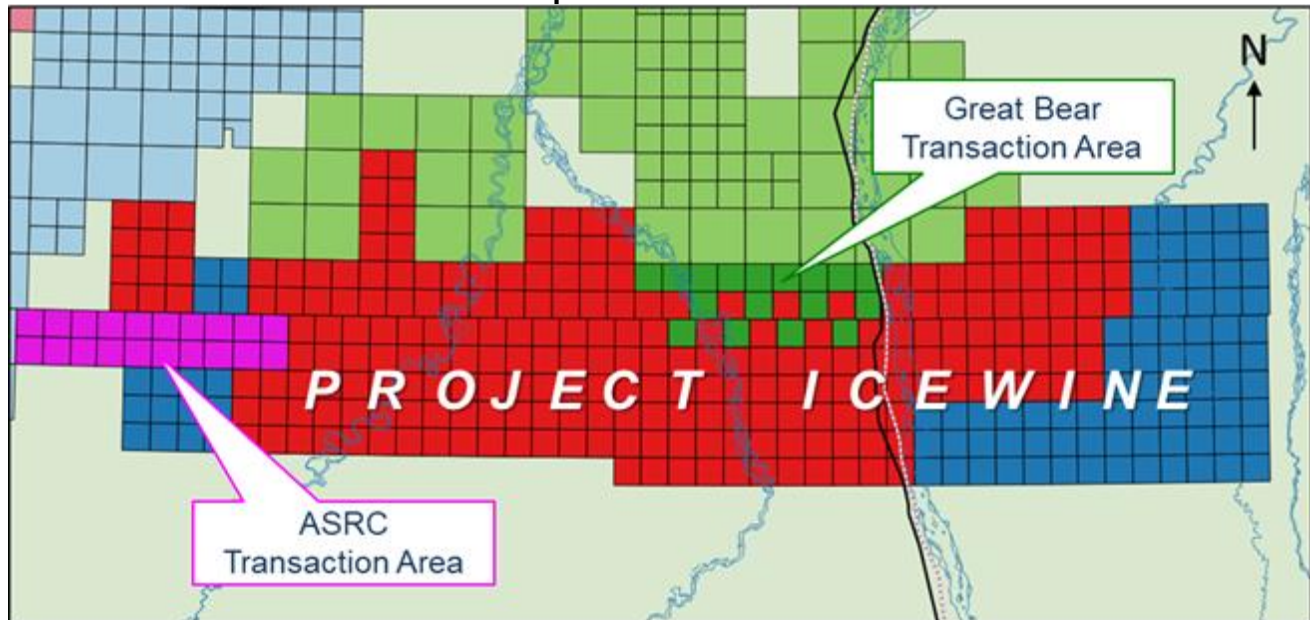 N
Great Bear
Transaction Area
PROJECT ICEWINE
ASRC
Transaction Area